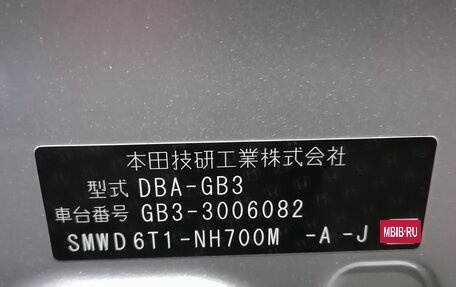 本田技研工業株式会社
型式 DBA-GB3
車台番号 GB3-3006082
SMWD6T1-NH700M -A -J
MBIB.RU